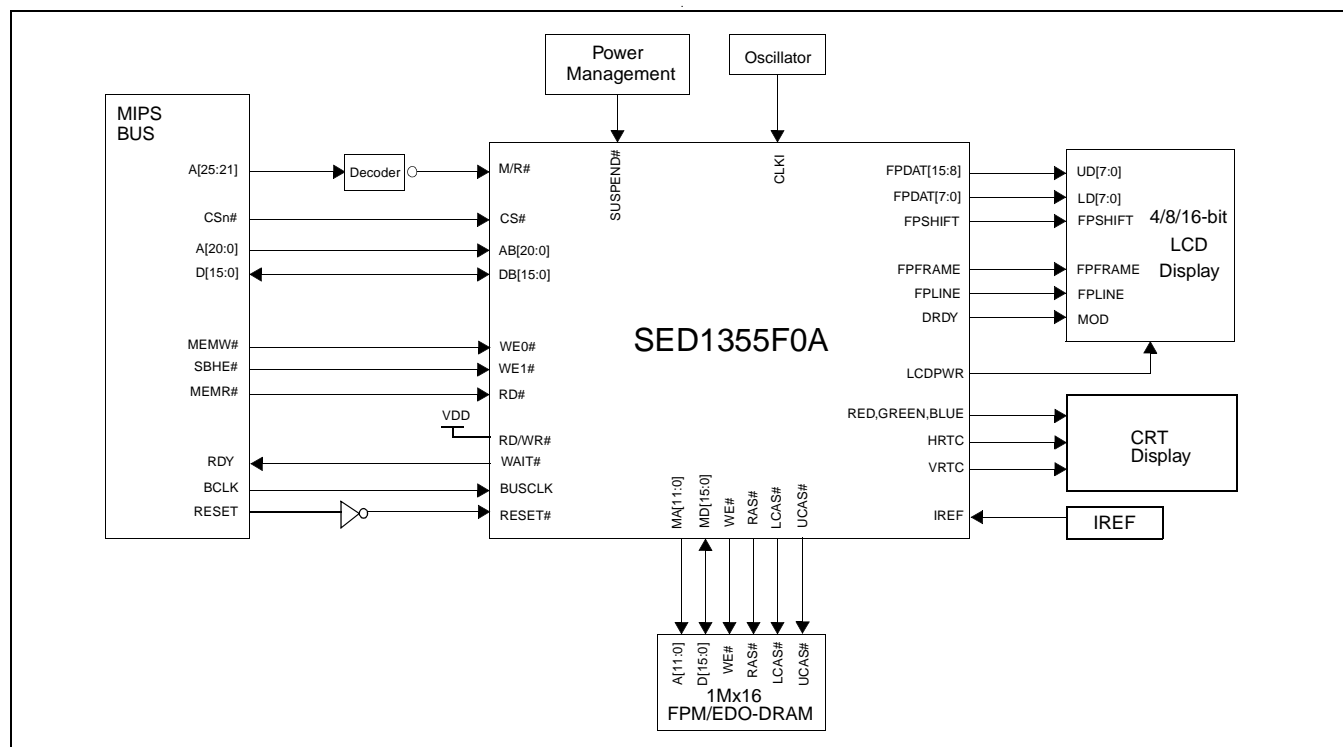 Power
Management
Oscillator
MIPS
BUS
A[25:21]
Decoder
M/R#
SUSPEND#
CLKI
FPDAT[15:8]
UD[7:0]
FPDAT[7:0]
LD[7:0]
CSn#
CS#
FPSHIFT
FPSHIFT
4/8/16-bit
LCD
Display
A[20:0]
AB[20:0]
D[15:0]
DB[15:0]
FPFRAME
FPFRAME
FPLINE
FPLINE
DRDY
MOD
SED1355F0A
MEMW#
WE0#
SBHE#
WE1#
MEMR#
RD#
LCDPWR
VDD
RD/WR#
RED,GREEN,BLUE
HRTC
VRTC
CRT
Display
RDY
WAIT#
BCLK
BUSCLK
RESET
RESET#
MA[11:0]
MD[15:0]
WE#
RAS#
LCAS#
UCAS#
IREF
IREF
A[11:0]
D[15:0]
WE#
RAS#
LCAS#
UCAS#
1Mx16
FPM/EDO-DRAM